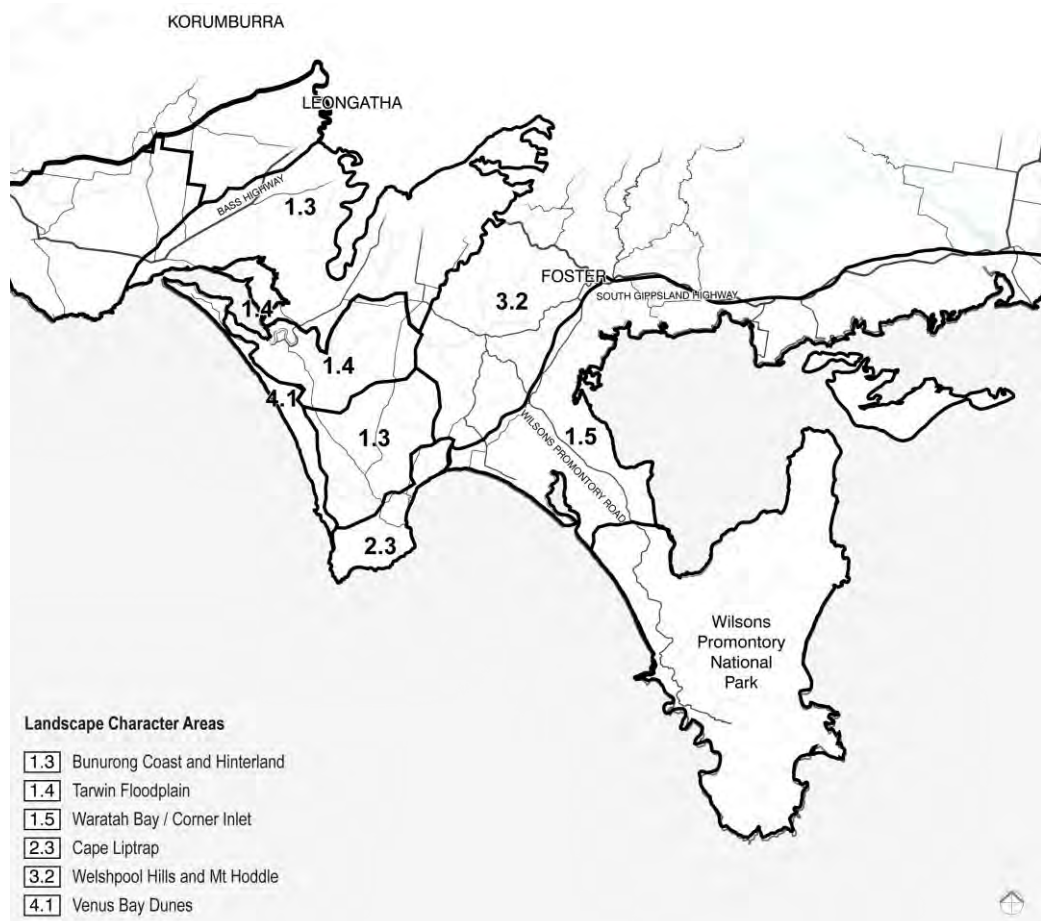 KORUMBURRA
LEONGATHA
BASS HIGHWAY
1.3
1.4
FOSTER
3.2
SOUTH GIPPSLAND HIGHWAY
1.4
4.1
1.3
1.5
WILSONS PROMONTORY ROAD
2.3
Wilsons
Promontory
National
Park
Landscape Character Areas
1.3 Bunurong Coast and Hinterland
1.4 Tarwin Floodplain
1.5 Waratah Bay / Corner Inlet
2.3 Cape Liptrap
3.2 Welshpool Hills and Mt Hoddle
4.1 Venus Bay Dunes